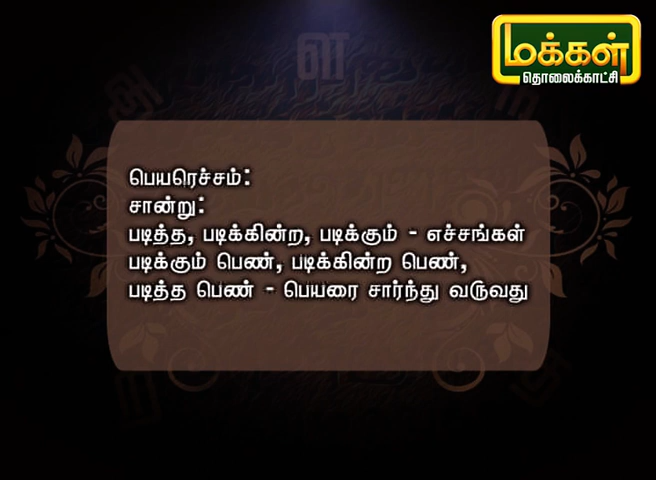 மக்கள்
தொலைக்காட்சி
ள
பெயரெச்சம்:
சான்று:
படித்த, படிக்கின்ற, படிக்கும் - எச்சங்கள்
படிக்கும் பெண், படிக்கின்ற பெண்,
படித்த பெண் - பெயரை சார்ந்து வருவது